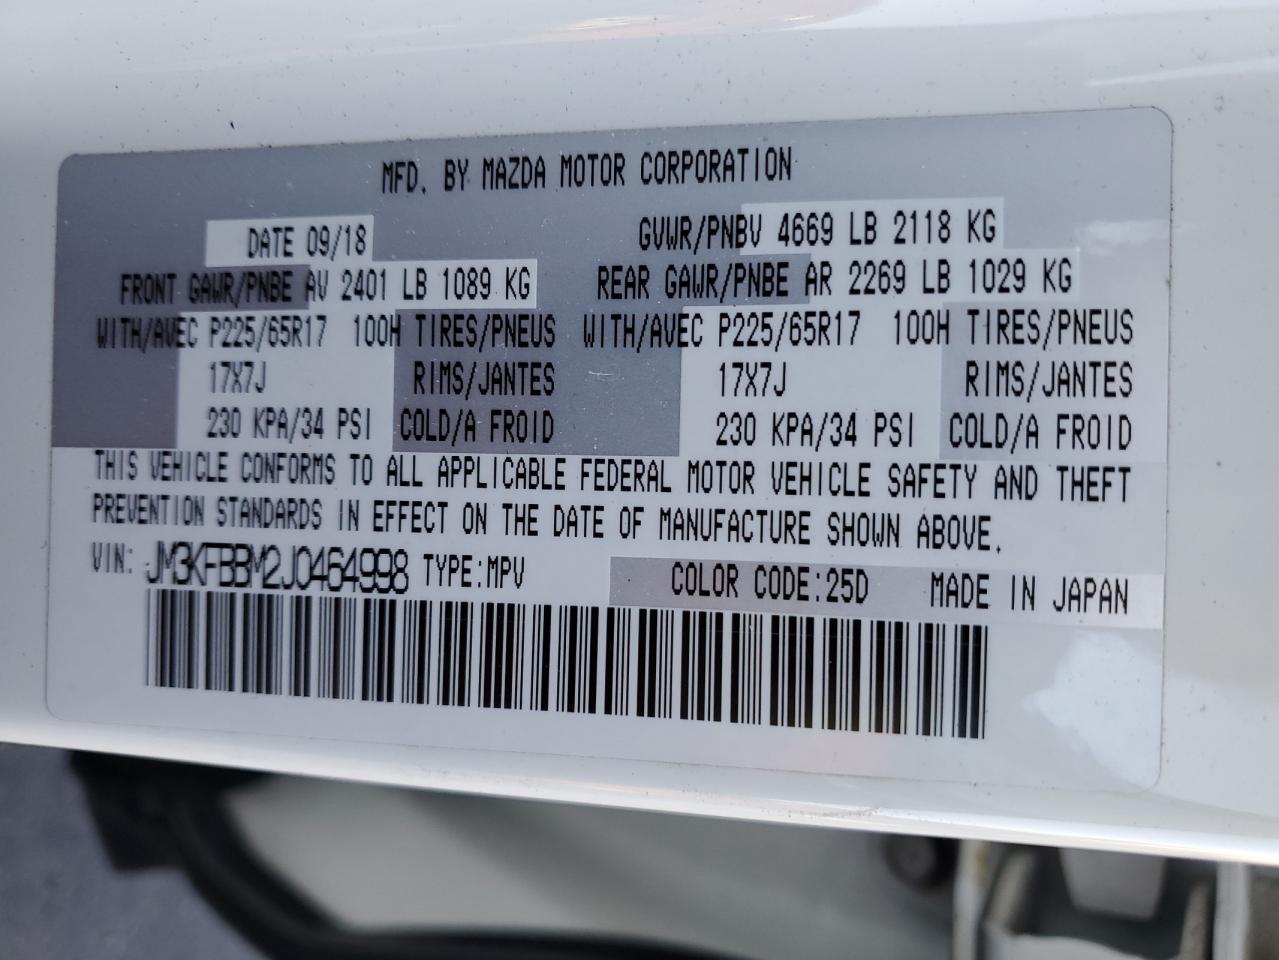 MFD. BY MAZDA MOTOR CORPORATION
DATE 09/18 GVWR/PNBV 4669 LB 2118 KG
FRONT GAWR/PNBE AV 2401 LB 1089 KG REAR GAWR/PNBE AR 2269 LB 1029 KG
WITH/AVEC P225/65R17 100H TIRES/PNEUS WITH/AVEC P225/65R17 100H TIRES/PNEUS
17X7J RIMS/JANTES 17X7J RIMS/JANTES
230 KPA/34 PSI COLD/A FROID 230 KPA/34 PSI COLD/A FROID
THIS VEHICLE CONFORMS TO ALL APPLICABLE FEDERAL MOTOR VEHICLE SAFETY AND THEFT
PREVENTION STANDARDS IN EFFECT ON THE DATE OF MANUFACTURE SHOWN ABOVE.
VIN: JM3KFBBM2J0464998 TYPE:MPV COLOR CODE:25D MADE IN JAPAN